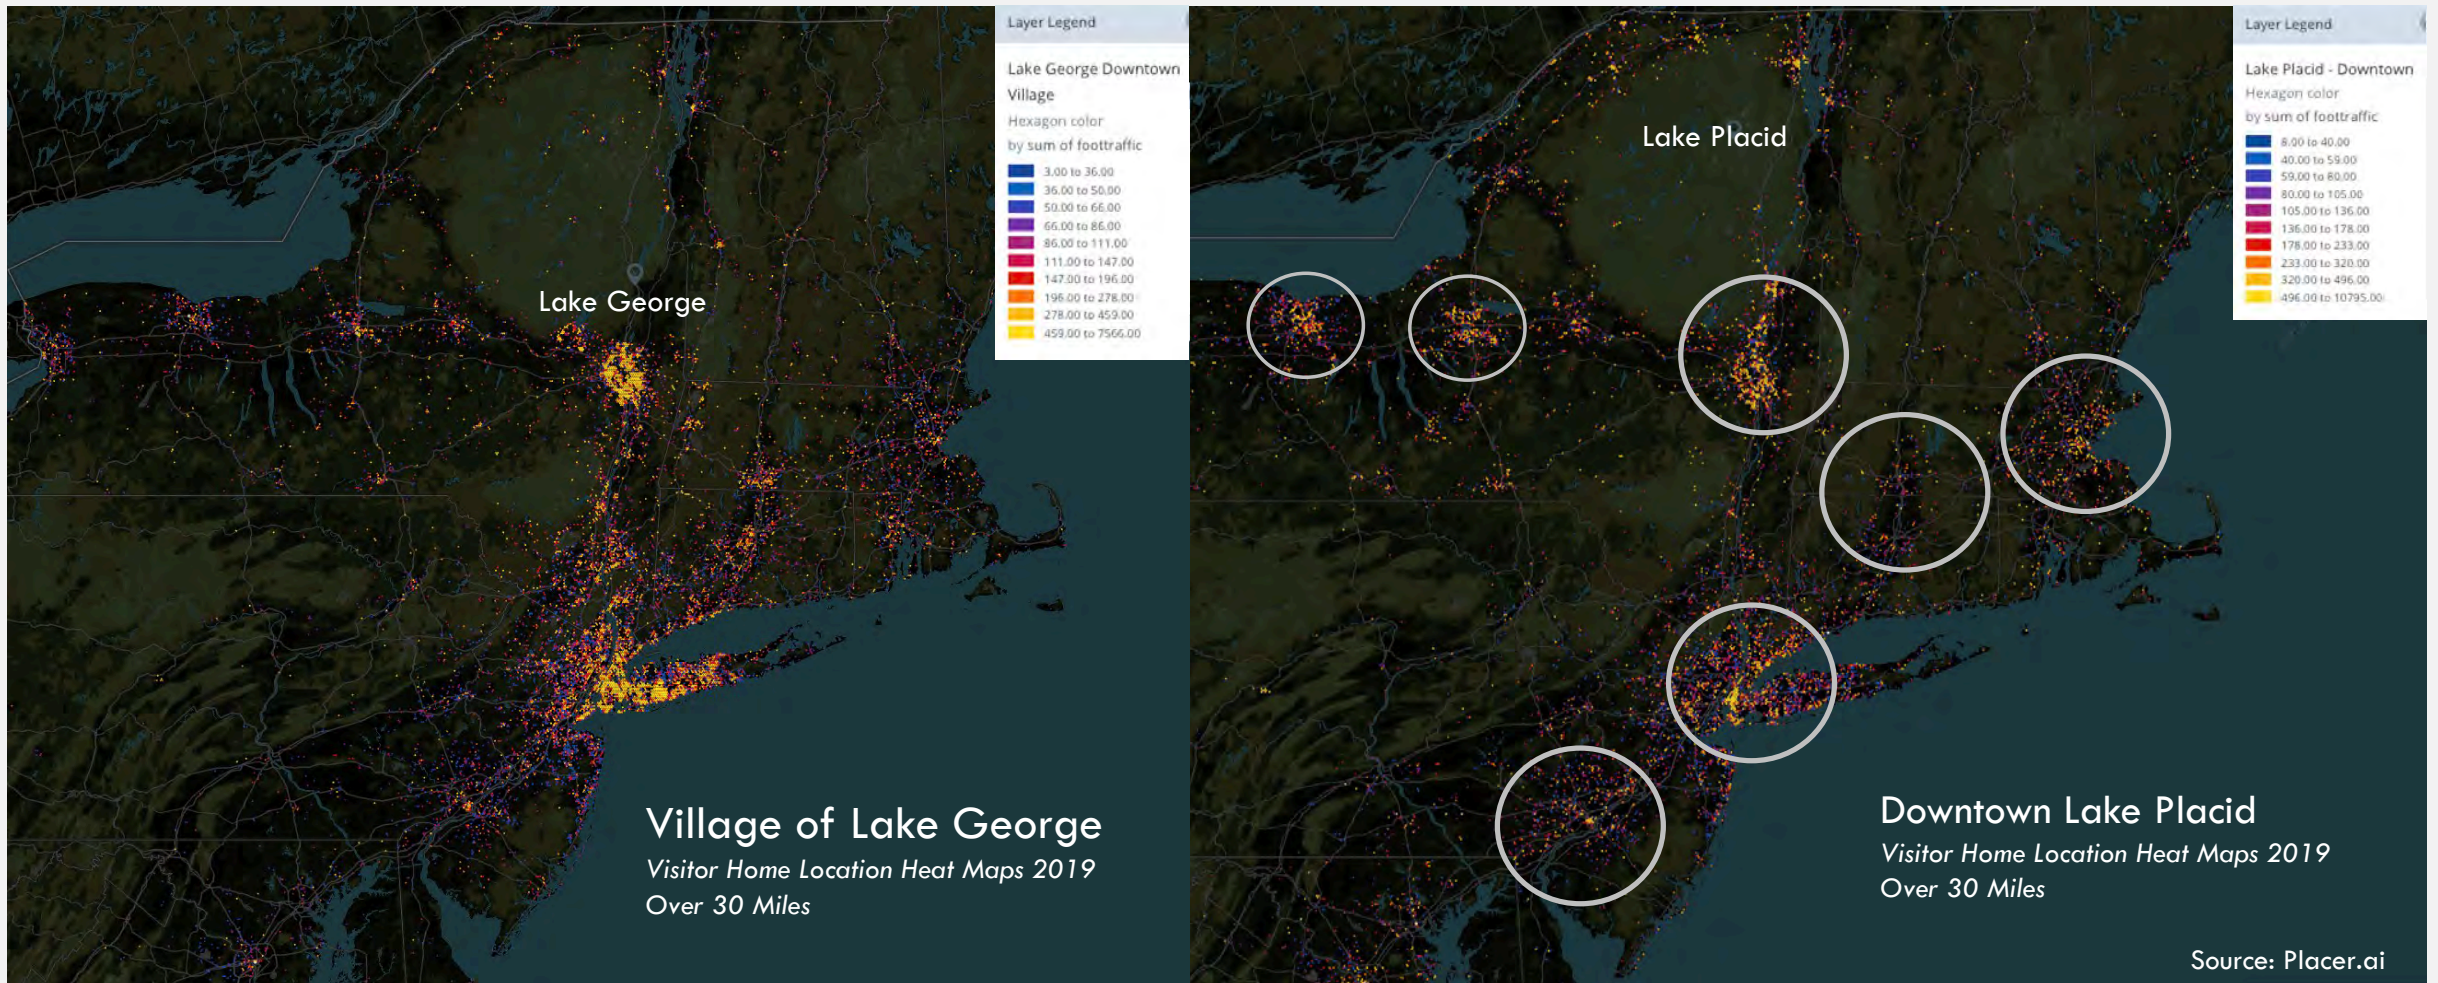 Layer Legend
Lake George Downtown
Village
Hexagon color
by sum of foottraffic
3.00 to 36.00
36.00 to 50.00
50.00 to 66.00
66.00 to 86.00
86.00 to 111.00
111.00 to 147.00
147.00 to 196.00
196.00 to 278.00
278.00 to 459.00
459.00 to 7566.00
Lake George
Village of Lake George
Visitor Home Location Heat Maps 2019
Over 30 Miles
Layer Legend
Lake Placid - Downtown
Hexagon color
by sum of foottraffic
8.00 to 40.00
40.00 to 59.00
59.00 to 80.00
80.00 to 105.00
105.00 to 136.00
136.00 to 178.00
178.00 to 233.00
233.00 to 320.00
320.00 to 496.00
496.00 to 10795.00
Lake Placid
Downtown Lake Placid
Visitor Home Location Heat Maps 2019
Over 30 Miles
Source: Placer.ai